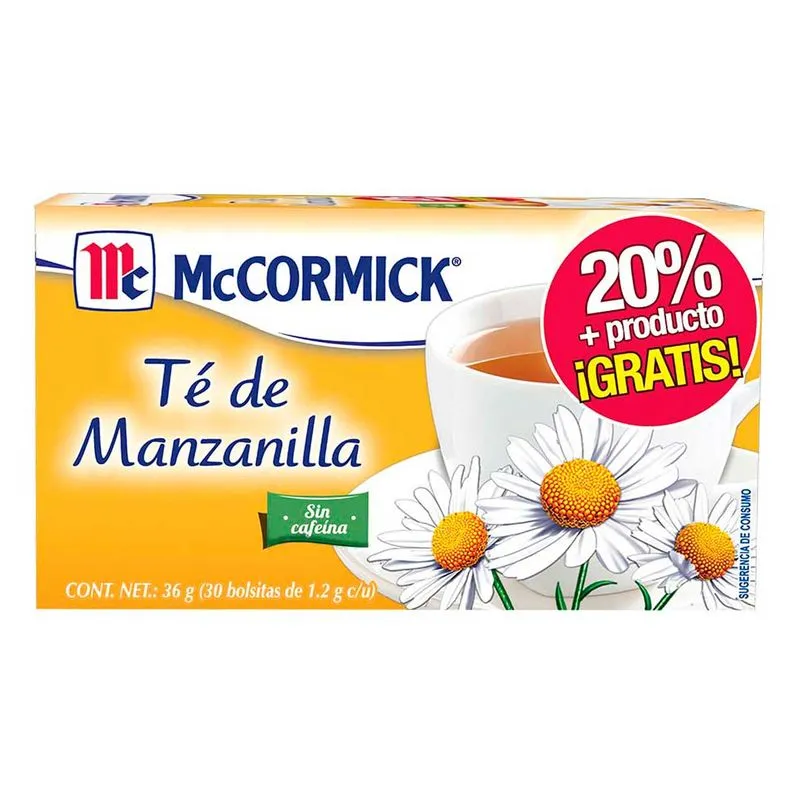 Mc
McCORMICK®
20%
+ producto
¡GRATIS!
Té de
Manzanilla
Sin
cafeína
CONT. NET.: 36 g (30 bolsitas de 1.2 g c/u)
SUGERENCIA DE CONSUMO